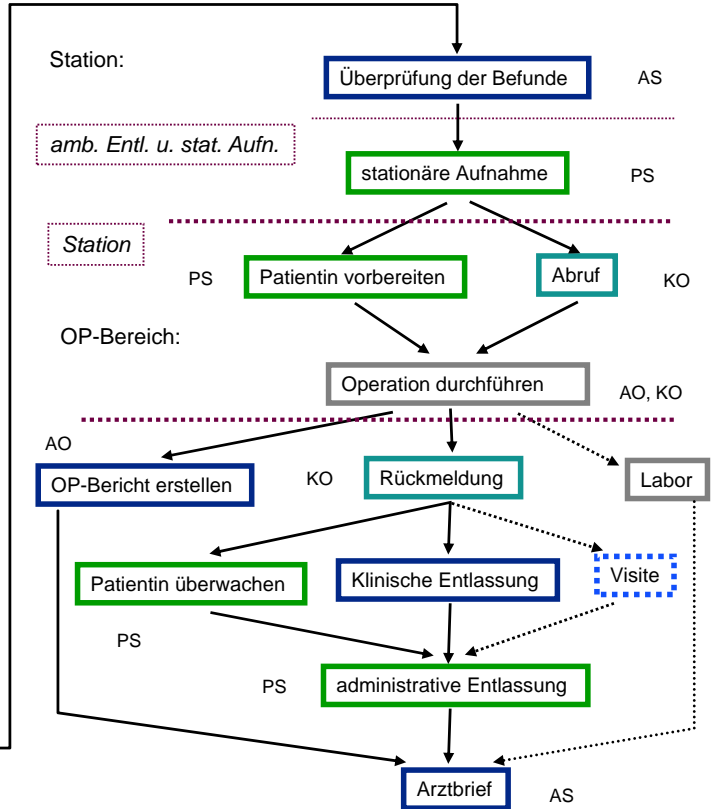 Station:
Überprüfung der Befunde
AS
amb. Entl. u. stat. Aufn.
stationäre Aufnahme
PS
Station
PS
Patientin vorbereiten
Abruf
KO
OP-Bereich:
Operation durchführen
AO, KO
AO
OP-Bericht erstellen
KO
Rückmeldung
Labor
Patientin überwachen
Klinische Entlassung
Visite
PS
PS
administrative Entlassung
Arztbrief
AS